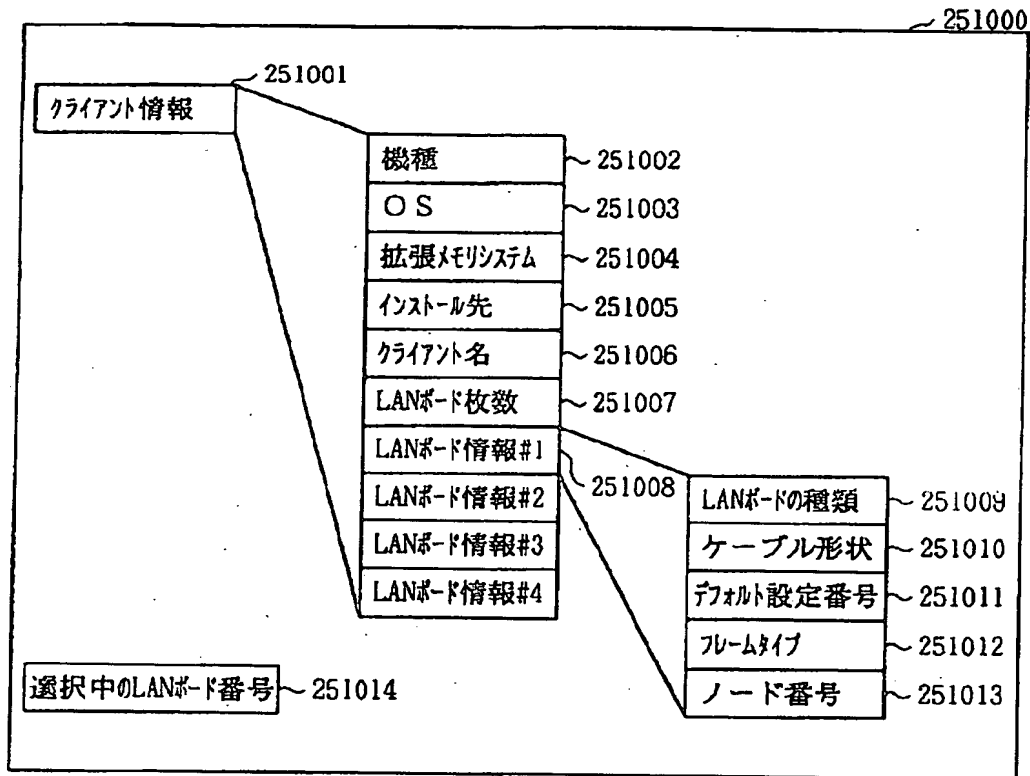 251000
251001
クライアント情報
機種 251002
OS 251003
拡張メモリシステム 251004
インストール先 251005
クライアント名 251006
LANボード枚数 251007
LANボード情報#1 251008
LANボード情報#2
LANボード情報#3
LANボード情報#4
LANボードの種類 251009
ケーブル形状 251010
デフォルト設定番号 251011
フレームタイプ 251012
ノード番号 251013
選択中のLANボード番号 251014